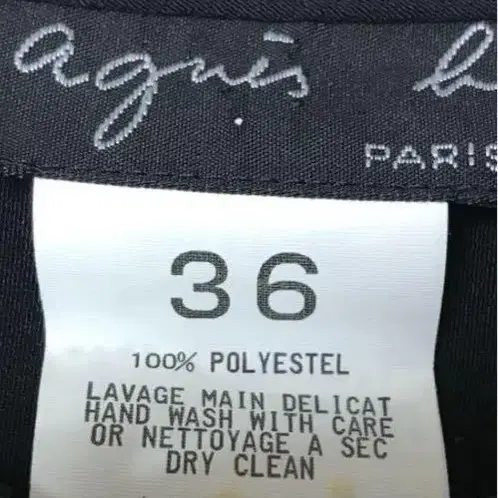 agnès b
PARIS
36
100% POLYESTEL
LAVAGE MAIN DELICAT
HAND WASH WITH CARE
OR NETTOYAGE A SEC
DRY CLEAN